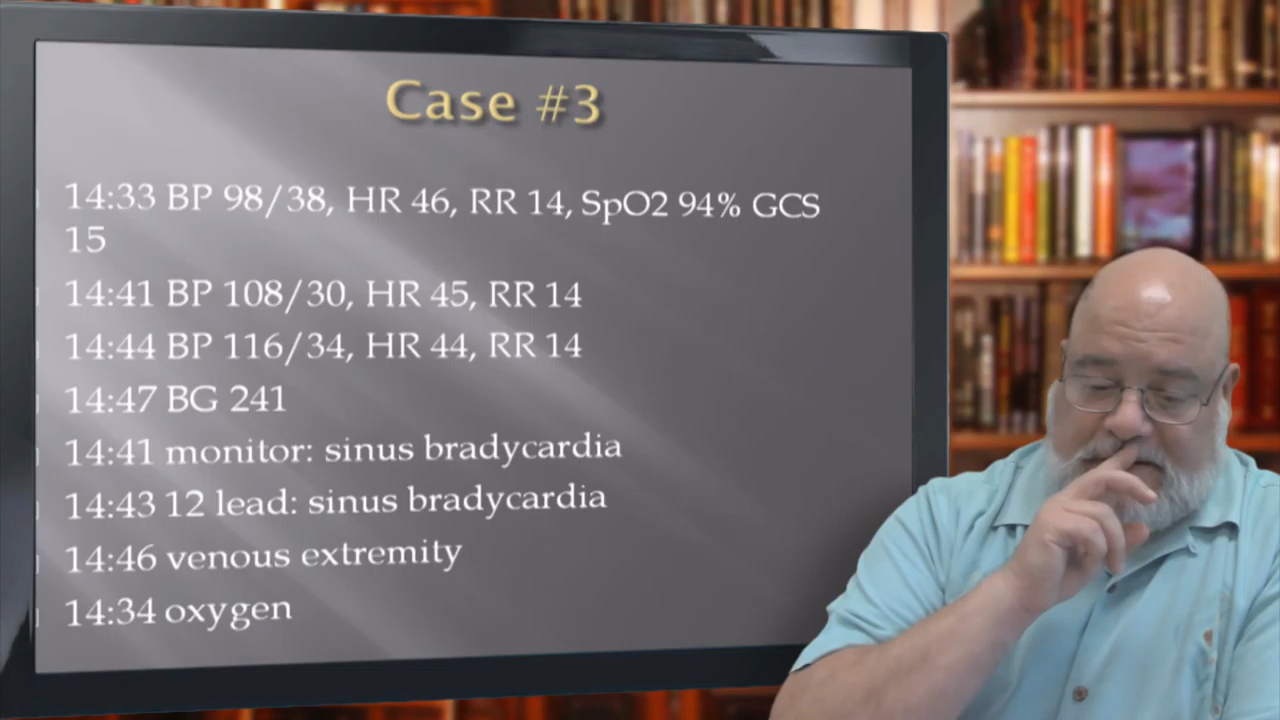 Case #3
14:33 BP 98/38, HR 46, RR 14, SpO2 94% GCS
15
14:41 BP 108/30, HR 45, RR 14
14:44 BP 116/34, HR 44, RR 14
14:47 BG 241
14:41 monitor: sinus bradycardia
14:43 12 lead: sinus bradycardia
14:46 venous extremity
14:34 oxygen